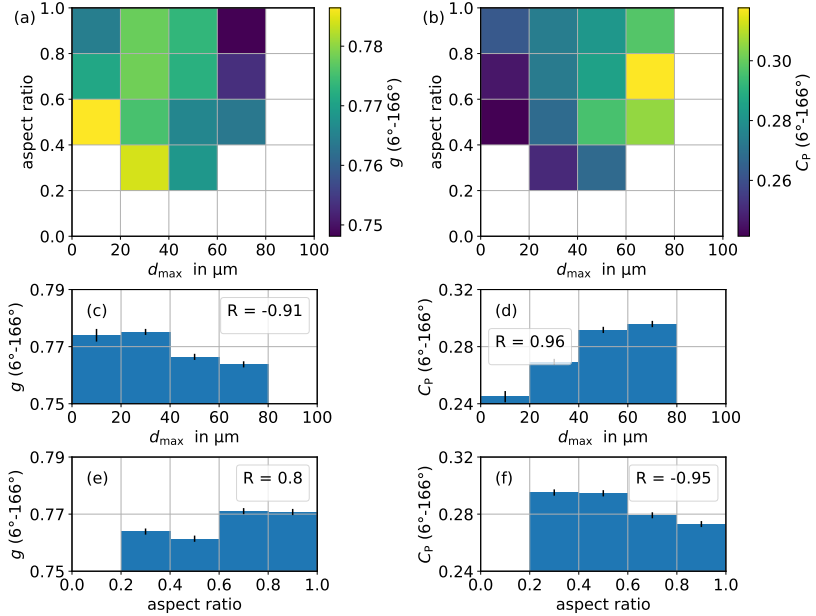 (a)
1.0
0.8
0.6
0.4
0.2
0.0
aspect ratio
0 20 40 60 80 100
d_max in µm
0.78
0.77
0.76
0.75
g (6°-166°)
(b)
1.0
0.8
0.6
0.4
0.2
0.0
aspect ratio
0 20 40 60 80 100
d_max in µm
0.30
0.28
0.26
C_P (6°-166°)
(c)
R = -0.91
0.79
0.77
0.75
g (6°-166°)
0 20 40 60 80 100
d_max in µm
(d)
R = 0.96
0.32
0.28
0.24
C_P (6°-166°)
0 20 40 60 80 100
d_max in µm
(e)
R = 0.8
0.79
0.77
0.75
g (6°-166°)
0.0 0.2 0.4 0.6 0.8 1.0
aspect ratio
(f)
R = -0.95
0.32
0.28
0.24
C_P (6°-166°)
0.0 0.2 0.4 0.6 0.8 1.0
aspect ratio